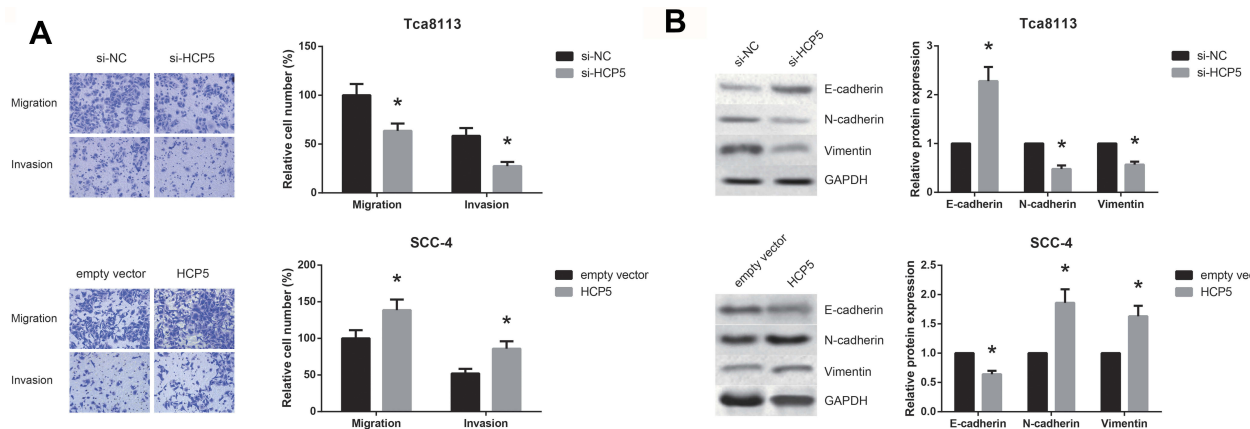 A
si-NC si-HCP5
Migration
Invasion
Tca8113
Relative cell number (%)
150
100
50
0
Migration Invasion
si-NC
si-HCP5
empty vector HCP5
Migration
Invasion
SCC-4
Relative cell number (%)
200
150
100
50
0
Migration Invasion
empty vector
HCP5
* *
* *
B
si-NC si-HCP5
E-cadherin
N-cadherin
Vimentin
GAPDH
Tca8113
Relative protein expression
3
2
1
0
* * *
E-cadherin N-cadherin Vimentin
si-NC
si-HCP5
empty vector HCP5
E-cadherin
N-cadherin
Vimentin
GAPDH
SCC-4
Relative protein expression
2.5
2.0
1.5
1.0
0.5
0.0
* * *
E-cadherin N-cadherin Vimentin
empty ve
HCP5